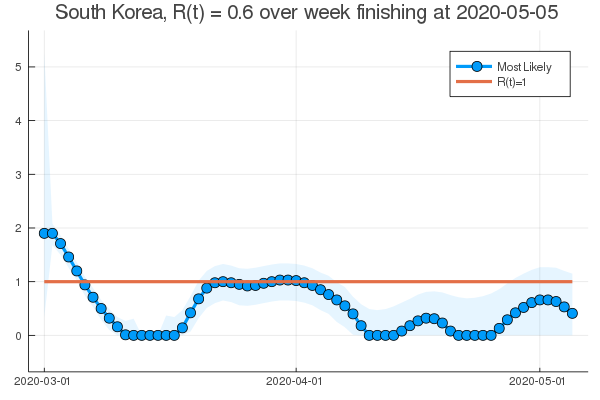 South Korea, R(t) = 0.6 over week finishing at 2020-05-05
5
Most Likely
R(t)=1
4
3
2
1
0
2020-03-01 2020-04-01 2020-05-01